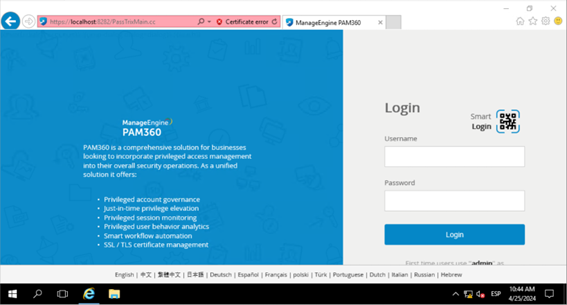 https://localhost:8282/PassTrixMain.cc
Certificate error
ManageEngine PAM360
ManageEngine
PAM360
PAM360 is a comprehensive solution for businesses
looking to incorporate privileged access management
into their overall security operations. As a unified
solution it offers:
• Privileged account governance
• Just-in-time privilege elevation
• Privileged session monitoring
• Privileged user behavior analytics
• Smart workflow automation
• SSL / TLS certificate management
Login
Smart
Login
Username
Password
Login
First time users use "admin" as
English | 中文 | 繁體中文 | 日本語 | Deutsch | Español | Français | polski | Türk | Portuguese | Dutch | Italian | Russian | Hebrew
ESP
10:44 AM
4/25/2024